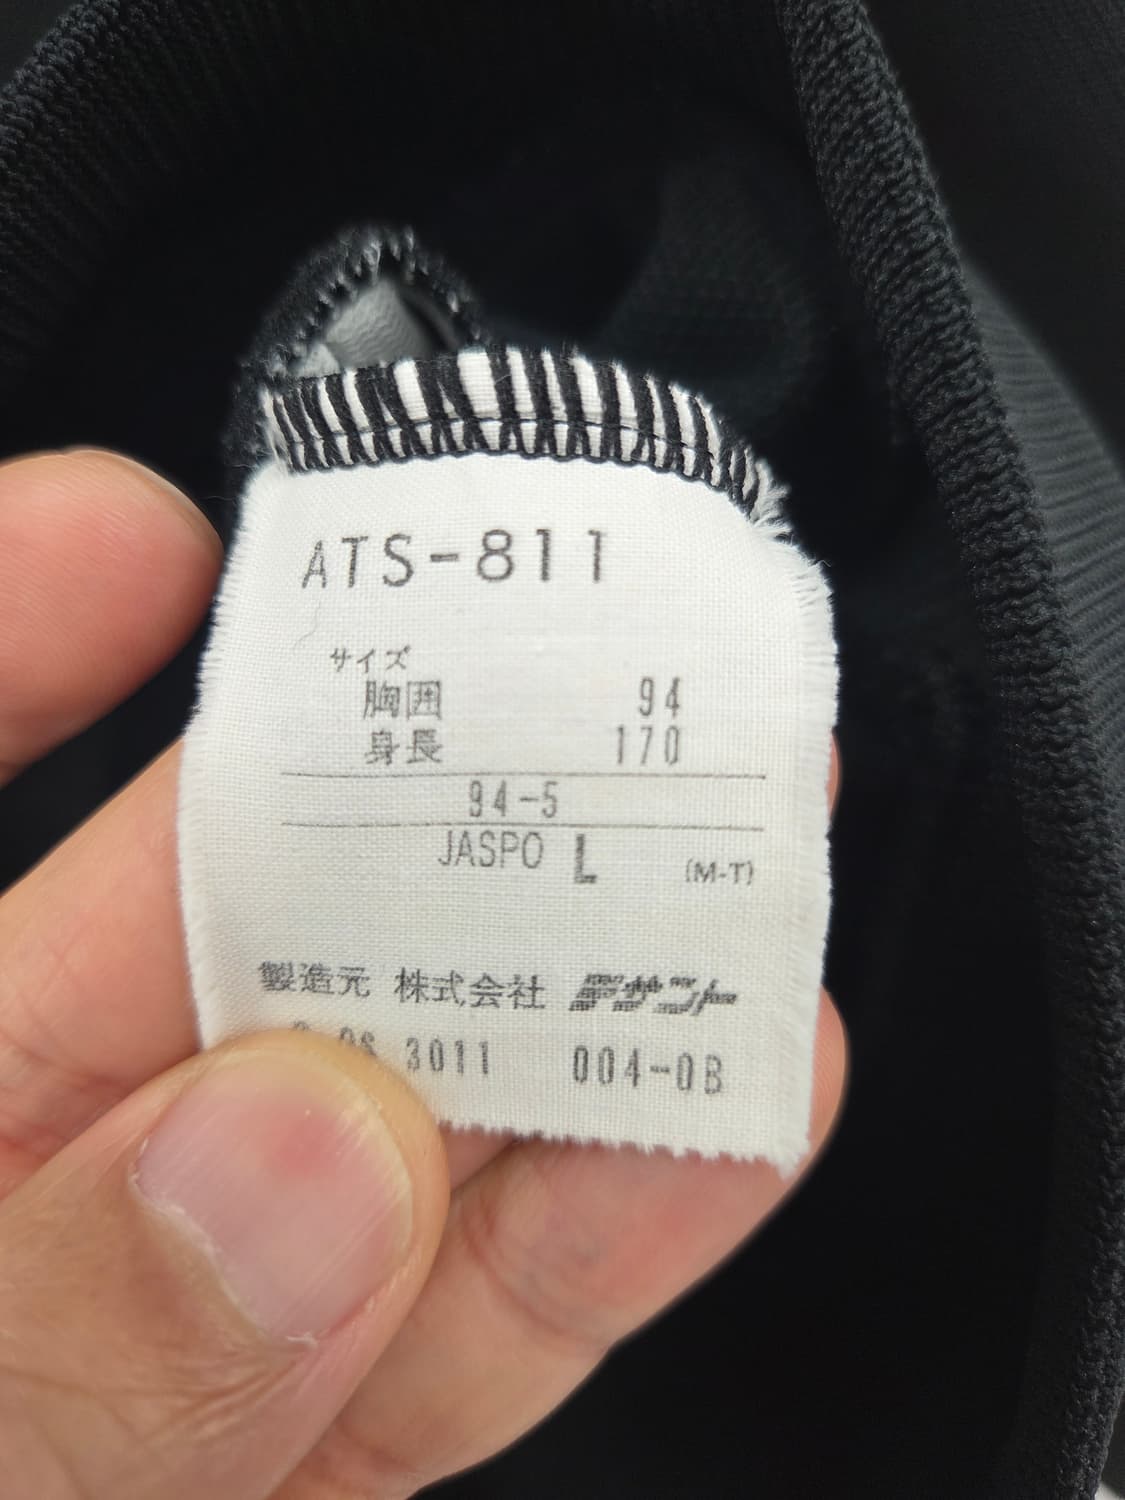 ATS-811
サイズ
胸囲 94
身長 170
94-5
JASPO L (M-T)
製造元 株式会社 デサント
3011 004-0B